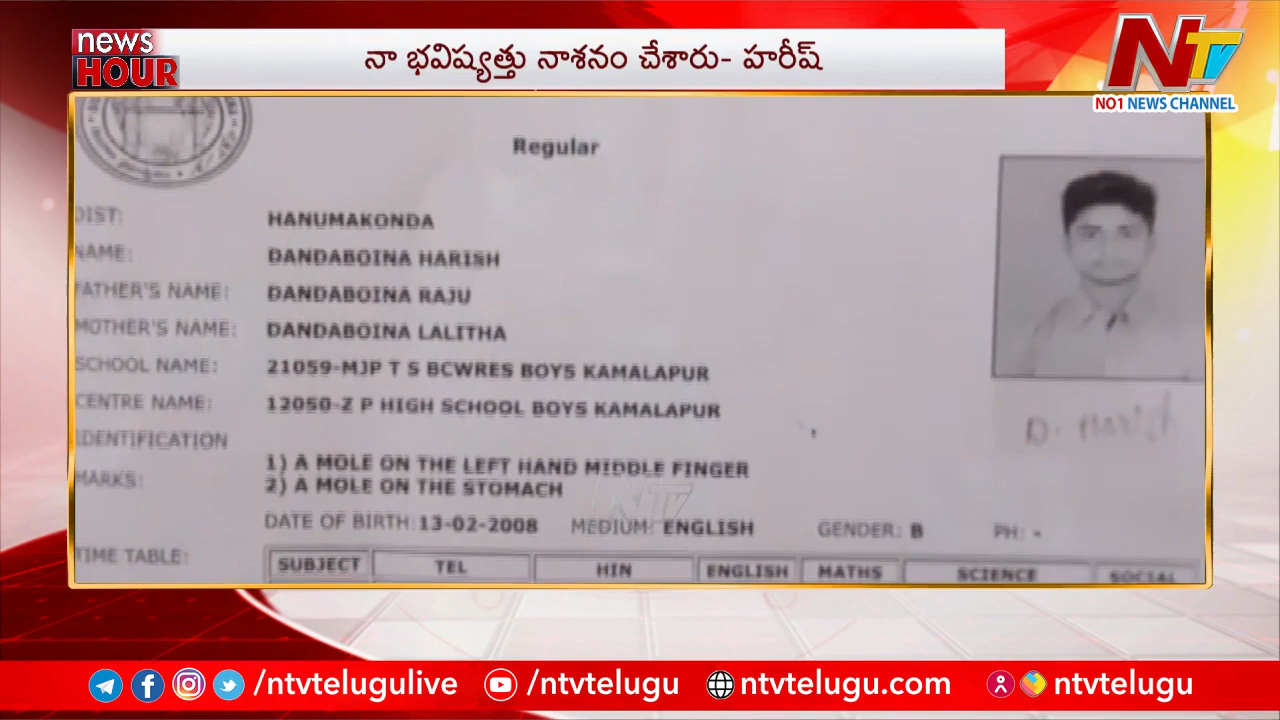 news
HOUR
నా భవిష్యత్తు నాశనం చేశారు- హరీష్
NTV
NO1 NEWS CHANNEL
Regular
DIST: HANUMAKONDA
NAME: DANDABOINA HARISH
FATHER'S NAME: DANDABOINA RAJU
MOTHER'S NAME: DANDABOINA LALITHA
SCHOOL NAME: 21059-MJP T S BCWRES BOYS KAMALAPUR
CENTRE NAME: 12050-Z P HIGH SCHOOL BOYS KAMALAPUR
IDENTIFICATION
MARKS: 1) A MOLE ON THE LEFT HAND MIDDLE FINGER
2) A MOLE ON THE STOMACH
D. Harish
NTV
DATE OF BIRTH: 13-02-2008 MEDIUM: ENGLISH GENDER: B PH: -
TIME TABLE: SUBJECT TEL HIN ENGLISH MATHS SCIENCE SOCIAL
/ntvtelugulive /ntvtelugu ntvtelugu.com ntvtelugu